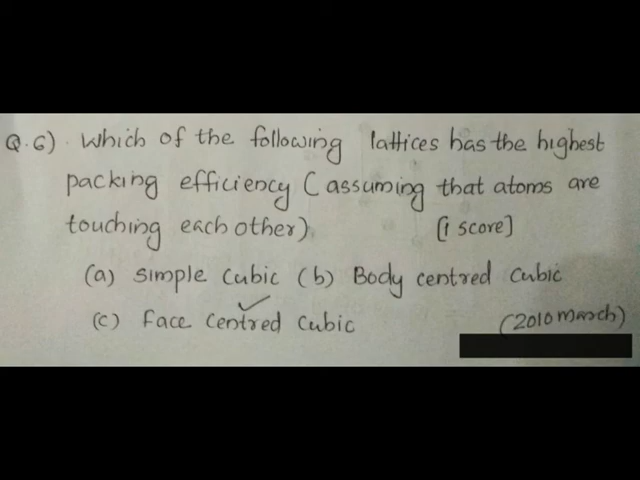 Q.6). Which of the following lattices has the highest
packing efficiency (assuming that atoms are
touching each other) [1 score]
(a) simple cubic (b) Body centred cubic
(c) face centred cubic (2010 march)